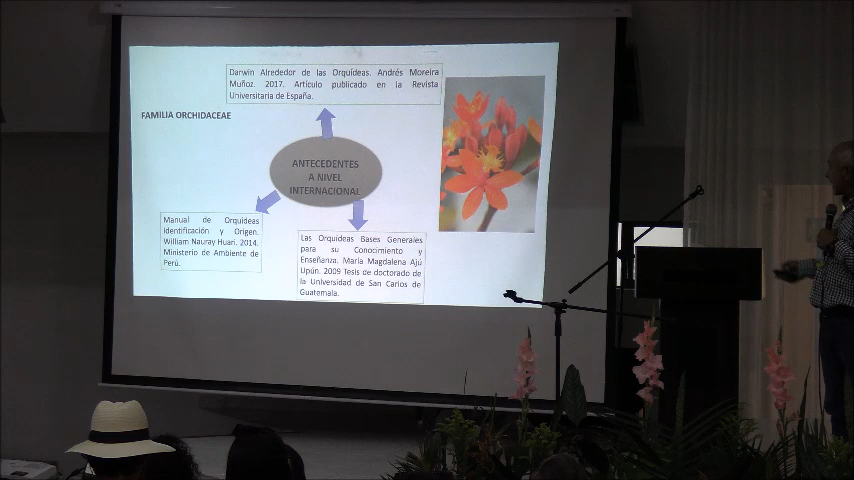 Darwin Alrededor de las Orquídeas. Andrés Moreira
Muñoz. 2017. Artículo publicado en la Revista
Universitaria de España.
FAMILIA ORCHIDACEAE
ANTECEDENTES
A NIVEL
INTERNACIONAL
Manual de Orquídeas
Identificación y Origen.
William Nauray Huari. 2014.
Ministerio de Ambiente de
Perú.
Las Orquídeas Bases Generales
para su Conocimiento y
Enseñanza. María Magdalena Ajú
Upún. 2009 Tesis de doctorado de
la Universidad de San Carlos de
Guatemala.